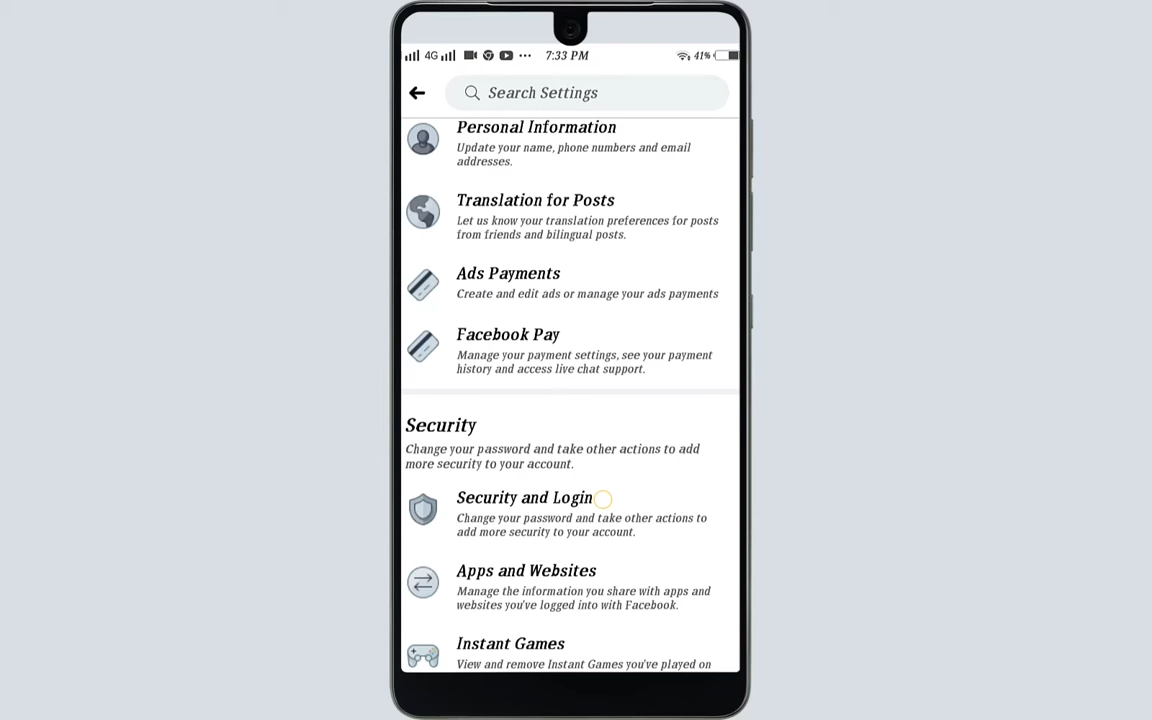 4G 7:33 PM 41%
Search Settings
Personal Information
Update your name, phone numbers and email
addresses.
Translation for Posts
Let us know your translation preferences for posts
from friends and bilingual posts.
Ads Payments
Create and edit ads or manage your ads payments
Facebook Pay
Manage your payment settings, see your payment
history and access live chat support.
Security
Change your password and take other actions to add
more security to your account.
Security and Login
Change your password and take other actions to
add more security to your account.
Apps and Websites
Manage the information you share with apps and
websites you've logged into with Facebook.
Instant Games
View and remove Instant Games you've played on